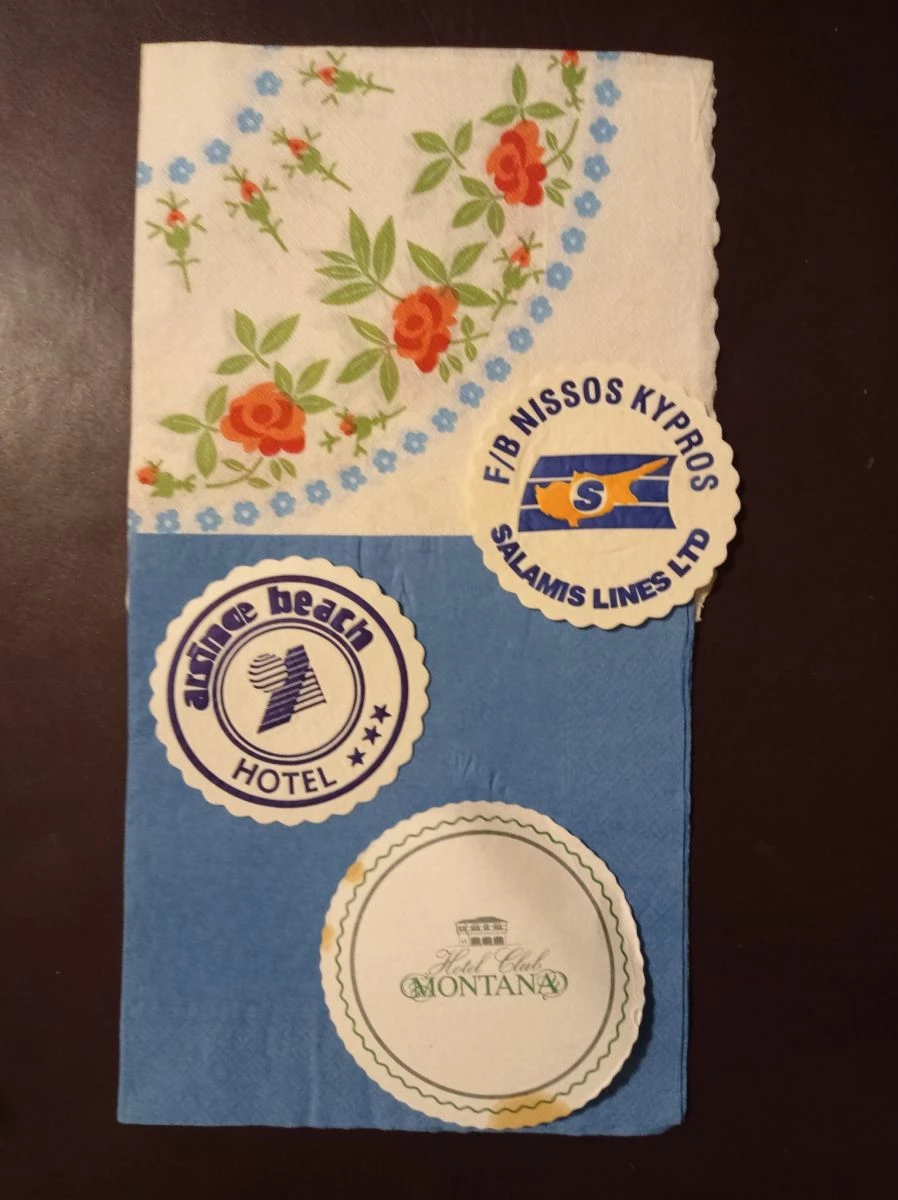 F/B NISSOS KYPROS
S
SALAMIS LINES LTD
arsinoe beach
HOTEL ★★★
Hotel Club
MONTANA